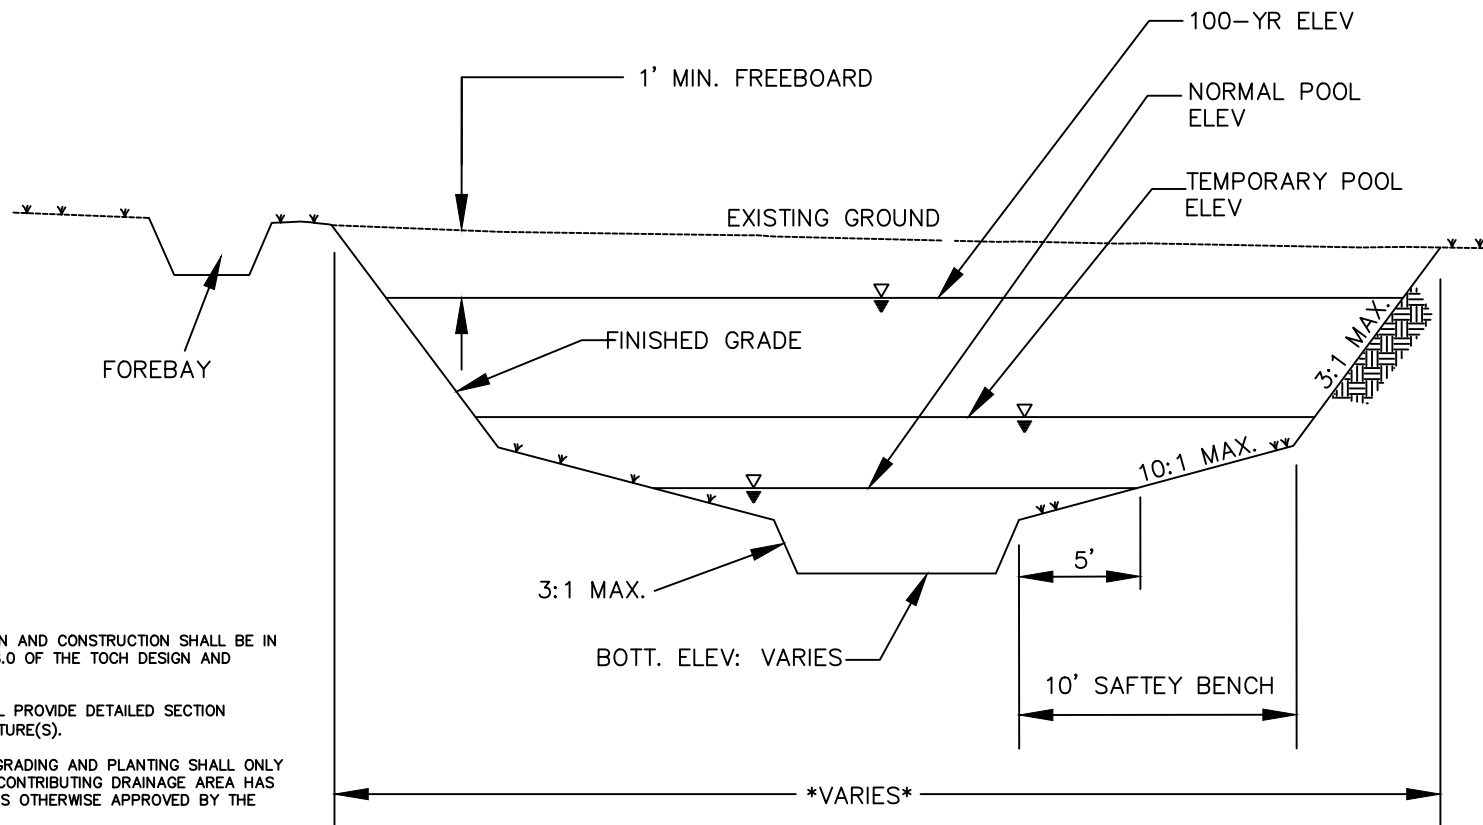 100-YR ELEV
1' MIN. FREEBOARD
NORMAL POOL
ELEV
TEMPORARY POOL
ELEV
EXISTING GROUND
FOREBAY
FINISHED GRADE
3:1 MAX.
10:1 MAX.
5'
3:1 MAX.
BOTT. ELEV: VARIES
10' SAFTEY BENCH
*VARIES*
AND CONSTRUCTION SHALL BE IN
OF THE TOCH DESIGN AND
PROVIDE DETAILED SECTION
GRADING AND PLANTING SHALL ONLY
CONTRIBUTING DRAINAGE AREA HAS
OTHERWISE APPROVED BY THE